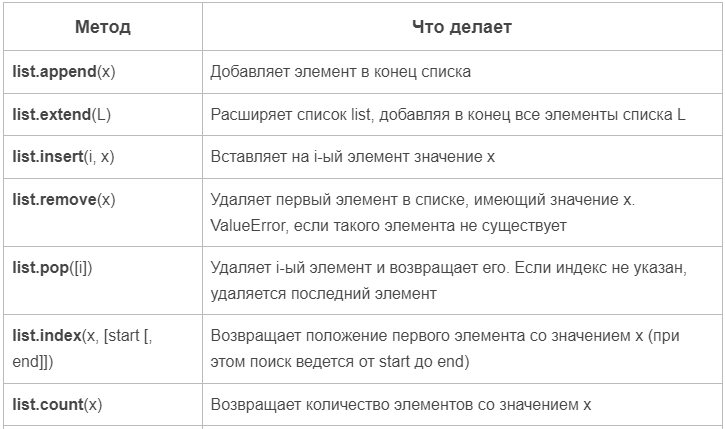 Метод
Что делает
list.append(x)
Добавляет элемент в конец списка
list.extend(L)
Расширяет список list, добавляя в конец все элементы списка L
list.insert(i, x)
Вставляет на i-ый элемент значение x
list.remove(x)
Удаляет первый элемент в списке, имеющий значение x.
ValueError, если такого элемента не существует
list.pop([i])
Удаляет i-ый элемент и возвращает его. Если индекс не указан,
удаляется последний элемент
list.index(x, [start [,
end]])
Возвращает положение первого элемента со значением x (при
этом поиск ведется от start до end)
list.count(x)
Возвращает количество элементов со значением x